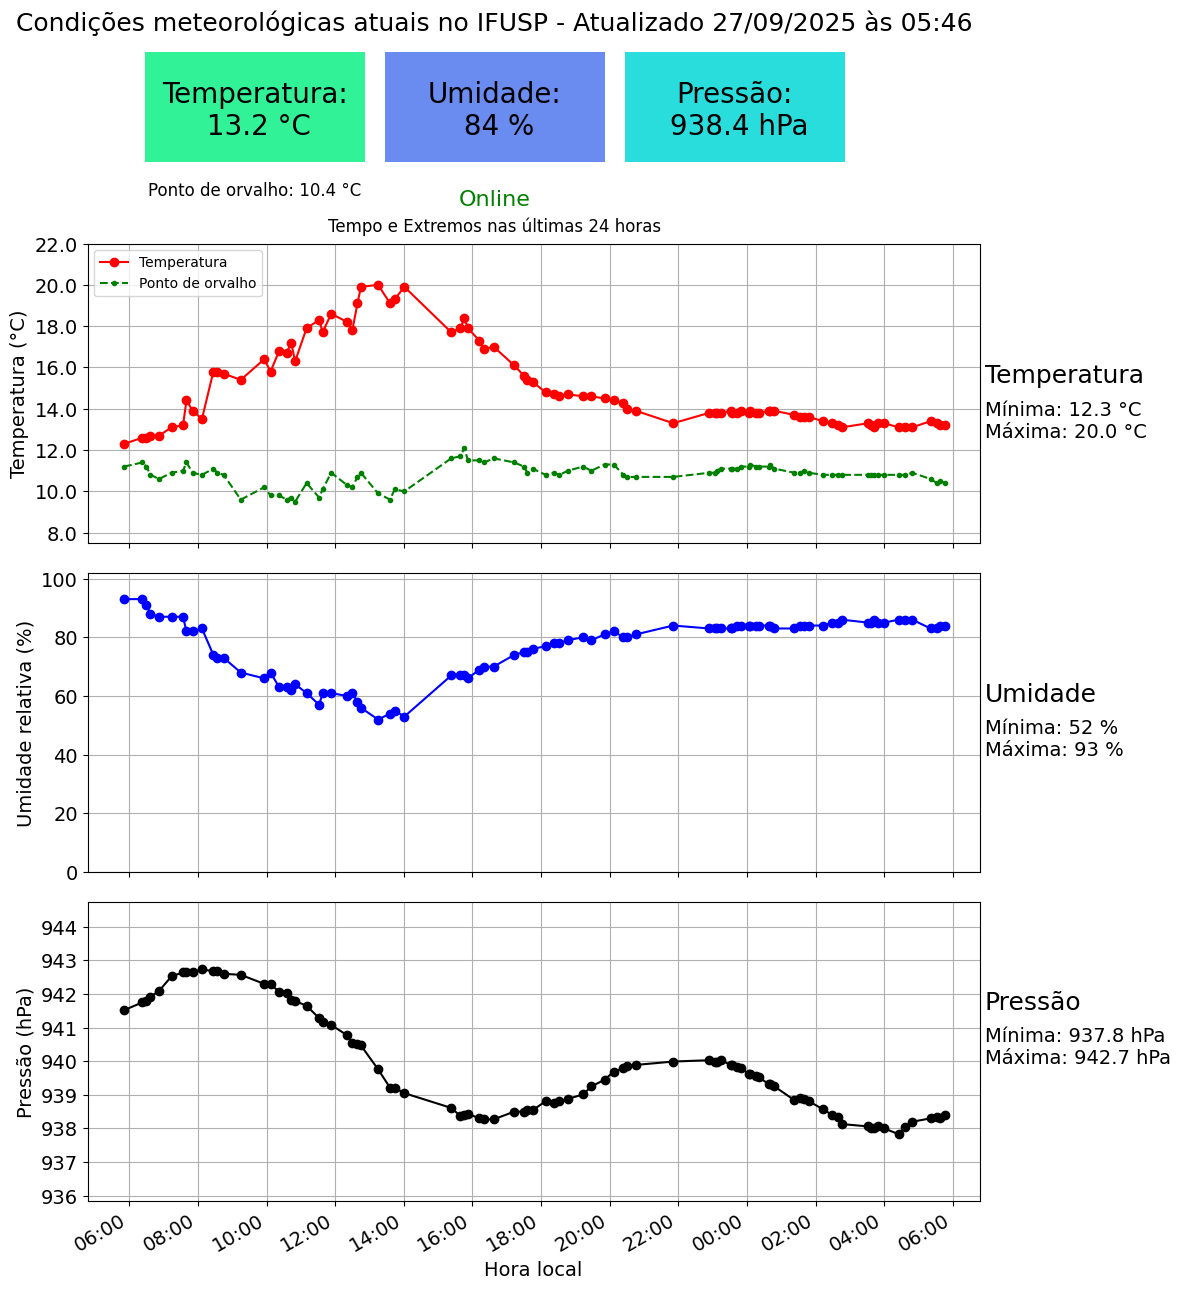 Condições meteorológicas atuais no IFUSP - Atualizado 27/09/2025 às 05:46
Temperatura:
13.2 °C
Umidade:
84 %
Pressão:
938.4 hPa
Ponto de orvalho: 10.4 °C
Online
Tempo e Extremos nas últimas 24 horas
Temperatura
Ponto de orvalho
Temperatura (°C)
22.0
20.0
18.0
16.0
14.0
12.0
10.0
8.0
Temperatura
Mínima: 12.3 °C
Máxima: 20.0 °C
Umidade relativa (%)
100
80
60
40
20
0
Umidade
Mínima: 52 %
Máxima: 93 %
Pressão (hPa)
944
943
942
941
940
939
938
937
936
Pressão
Mínima: 937.8 hPa
Máxima: 942.7 hPa
06:00
08:00
10:00
12:00
14:00
16:00
18:00
20:00
22:00
00:00
02:00
04:00
06:00
Hora local